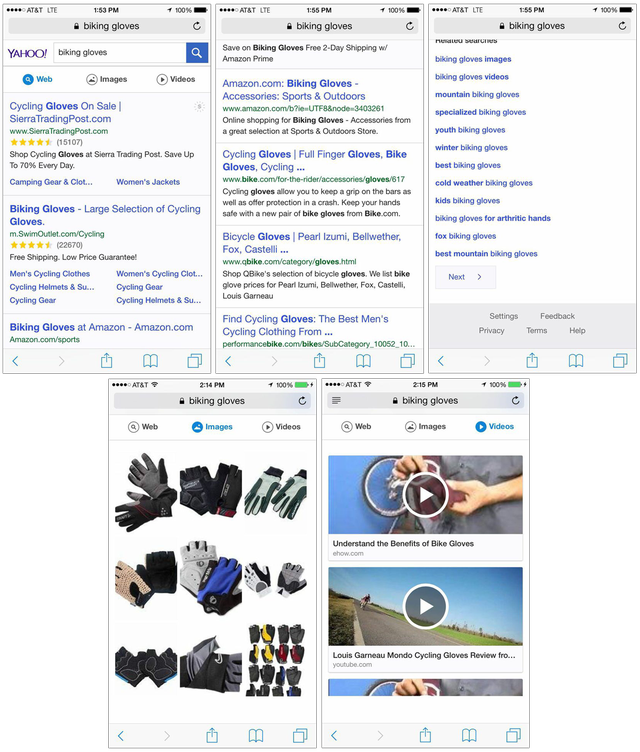 AT&T LTE 1:53 PM 100%
biking gloves
YAHOO! biking gloves
Web Images Videos
Cycling Gloves On Sale |
SierraTradingPost.com
www.SierraTradingPost.com
(15107)
Shop Cycling Gloves at Sierra Trading Post. Save Up
To 70% Every Day.
Camping Gear & Clot... Women's Jackets
Biking Gloves - Large Selection of Cycling
Gloves.
m.SwimOutlet.com/Cycling
(22670)
Free Shipping. Low Price Guarantee!
Men's Cycling Clothes Women's Cycling Clot...
Cycling Helmets & Su... Cycling Gear
Cycling Gear Cycling Helmets & Su...
Biking Gloves at Amazon - Amazon.com
Amazon.com/sports
AT&T LTE 1:55 PM 100%
biking gloves
Save on Biking Gloves Free 2-Day Shipping w/
Amazon Prime
Amazon.com: Biking Gloves -
Accessories: Sports & Outdoors
www.amazon.com/b?ie=UTF8&node=3403261
Online shopping for Biking Gloves - Accessories from
a great selection at Sports & Outdoors Store.
Cycling Gloves | Full Finger Gloves, Bike
Gloves, Cycling ...
www.bike.com/for-the-rider/accessories/gloves/617
Cycling gloves allow you to keep a grip on the bars as
well as offer protection in a crash. Keep your hands
safe with a new pair of bike gloves from Bike.com.
Bicycle Gloves | Pearl Izumi, Bellwether,
Fox, Castelli ...
www.qbike.com/category/gloves.html
Shop QBike's selection of bicycle gloves. We list bike
glove prices for Pearl Izumi, Bellwether, Fox, Castelli,
Louis Garneau
Find Cycling Gloves: The Best Men's
Cycling Clothing From ...
performancebike.com/bikes/SubCategory_10052_10...
AT&T LTE 1:55 PM 100%
biking gloves
Related searches
biking gloves images
biking gloves videos
mountain biking gloves
specialized biking gloves
youth biking gloves
winter biking gloves
best biking gloves
cold weather biking gloves
kids biking gloves
biking gloves for arthritic hands
fox biking gloves
best mountain biking gloves
Next
Settings Feedback
Privacy Terms Help
AT&T 2:14 PM 100%
biking gloves
Web Images Videos
AT&T 2:15 PM 100%
biking gloves
Web Images Videos
Understand the Benefits of Bike Gloves
ehow.com
Louis Garneau Mondo Cycling Gloves Review fro...
youtube.com